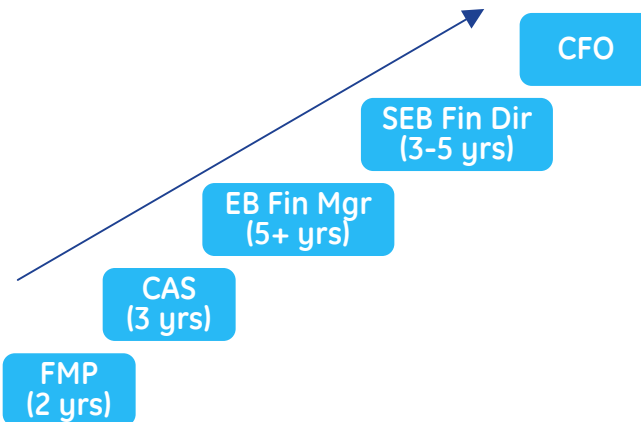 CFO
SEB Fin Dir
(3-5 yrs)
EB Fin Mgr
(5+ yrs)
CAS
(3 yrs)
FMP
(2 yrs)